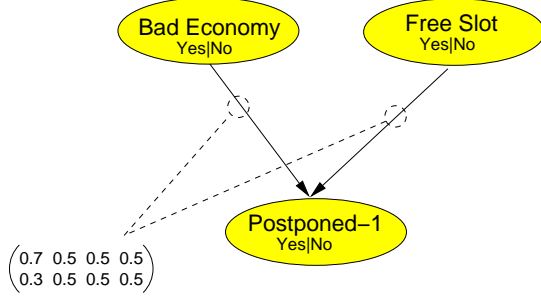 Bad Economy
Yes|No
Free Slot
Yes|No
Postponed−1
Yes|No
0.7 0.5 0.5 0.5
0.3 0.5 0.5 0.5